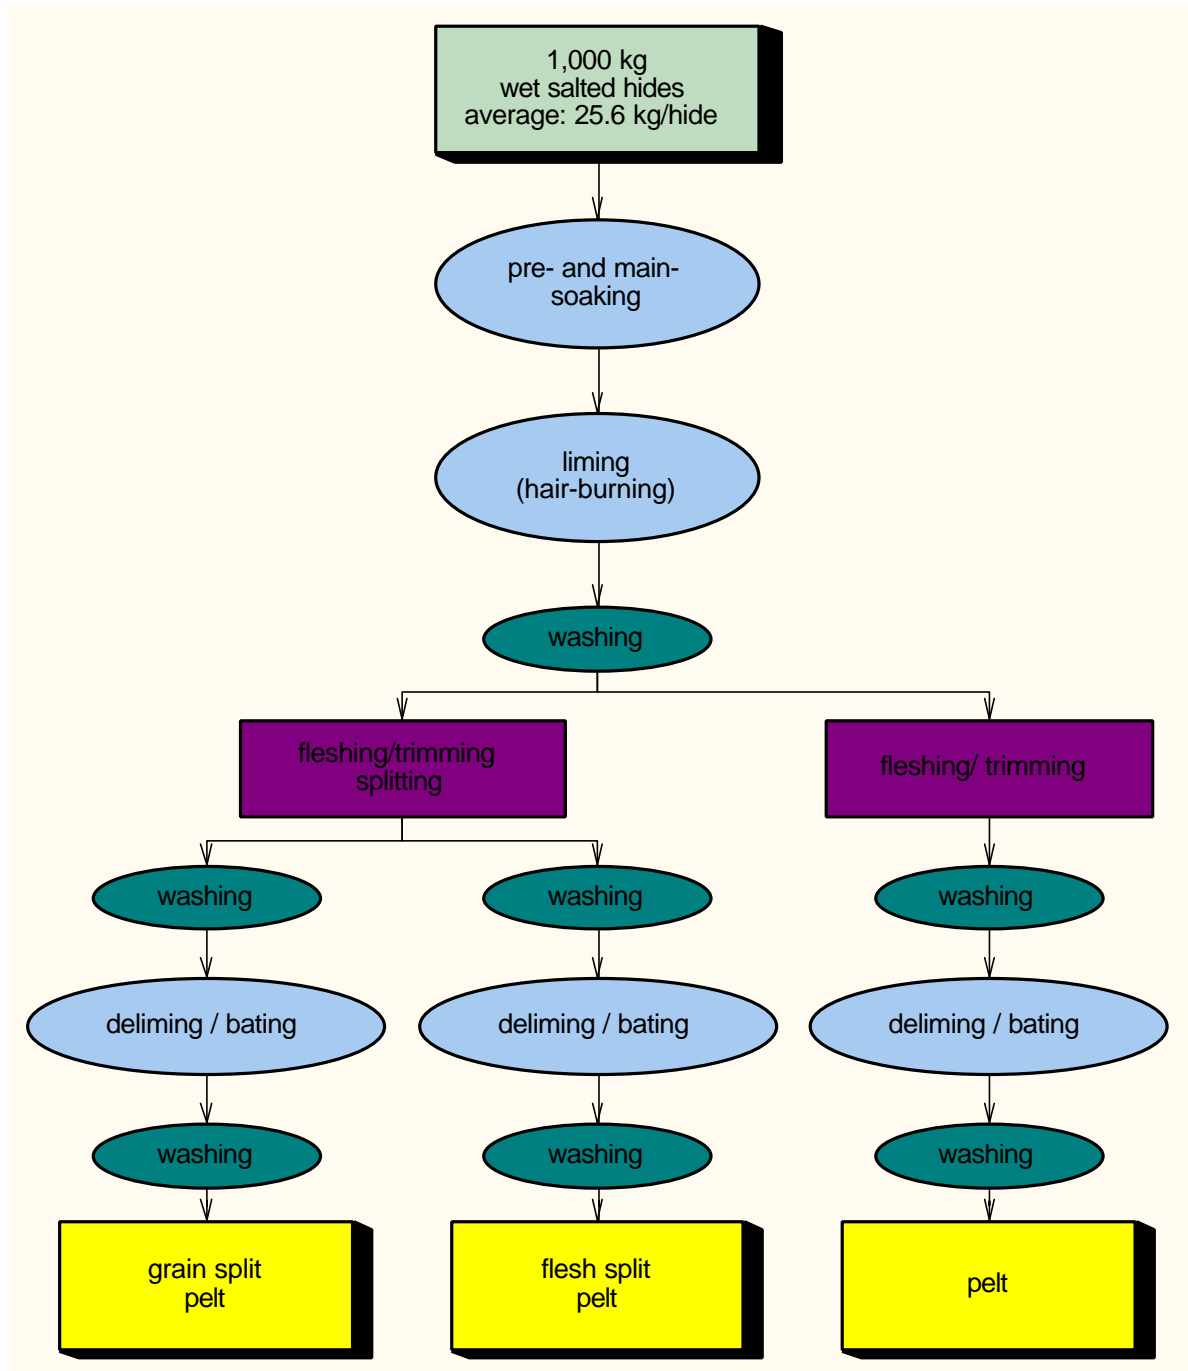 1,000 kg
wet salted hides
average: 25.6 kg/hide
pre- and main-
soaking
liming
(hair-burning)
washing
fleshing/trimming
splitting
fleshing/ trimming
washing
washing
washing
deliming / bating
deliming / bating
deliming / bating
washing
washing
washing
grain split
pelt
flesh split
pelt
pelt